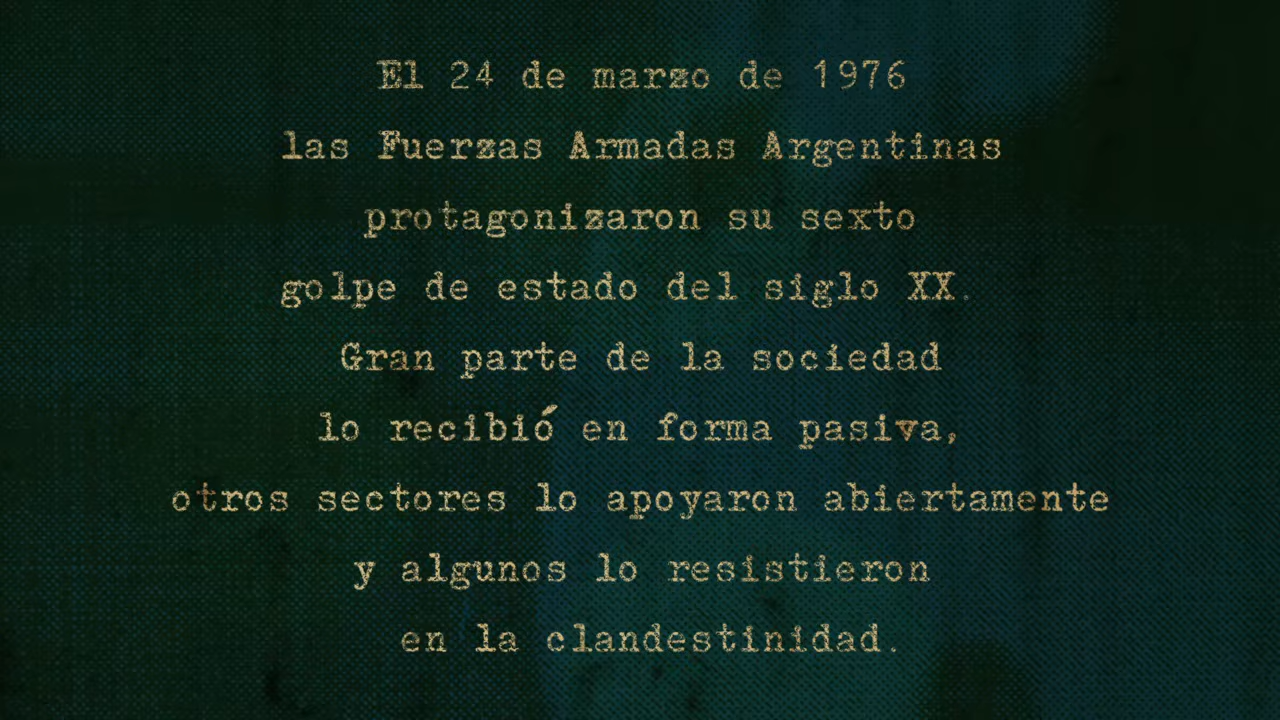 El 24 de marzo de 1976
las Fuerzas Armadas Argentinas
protagonizaron su sexto
golpe de estado del siglo XX.
Gran parte de la sociedad
lo recibió en forma pasiva,
otros sectores lo apoyaron abiertamente
y algunos lo resistieron
en la clandestinidad.